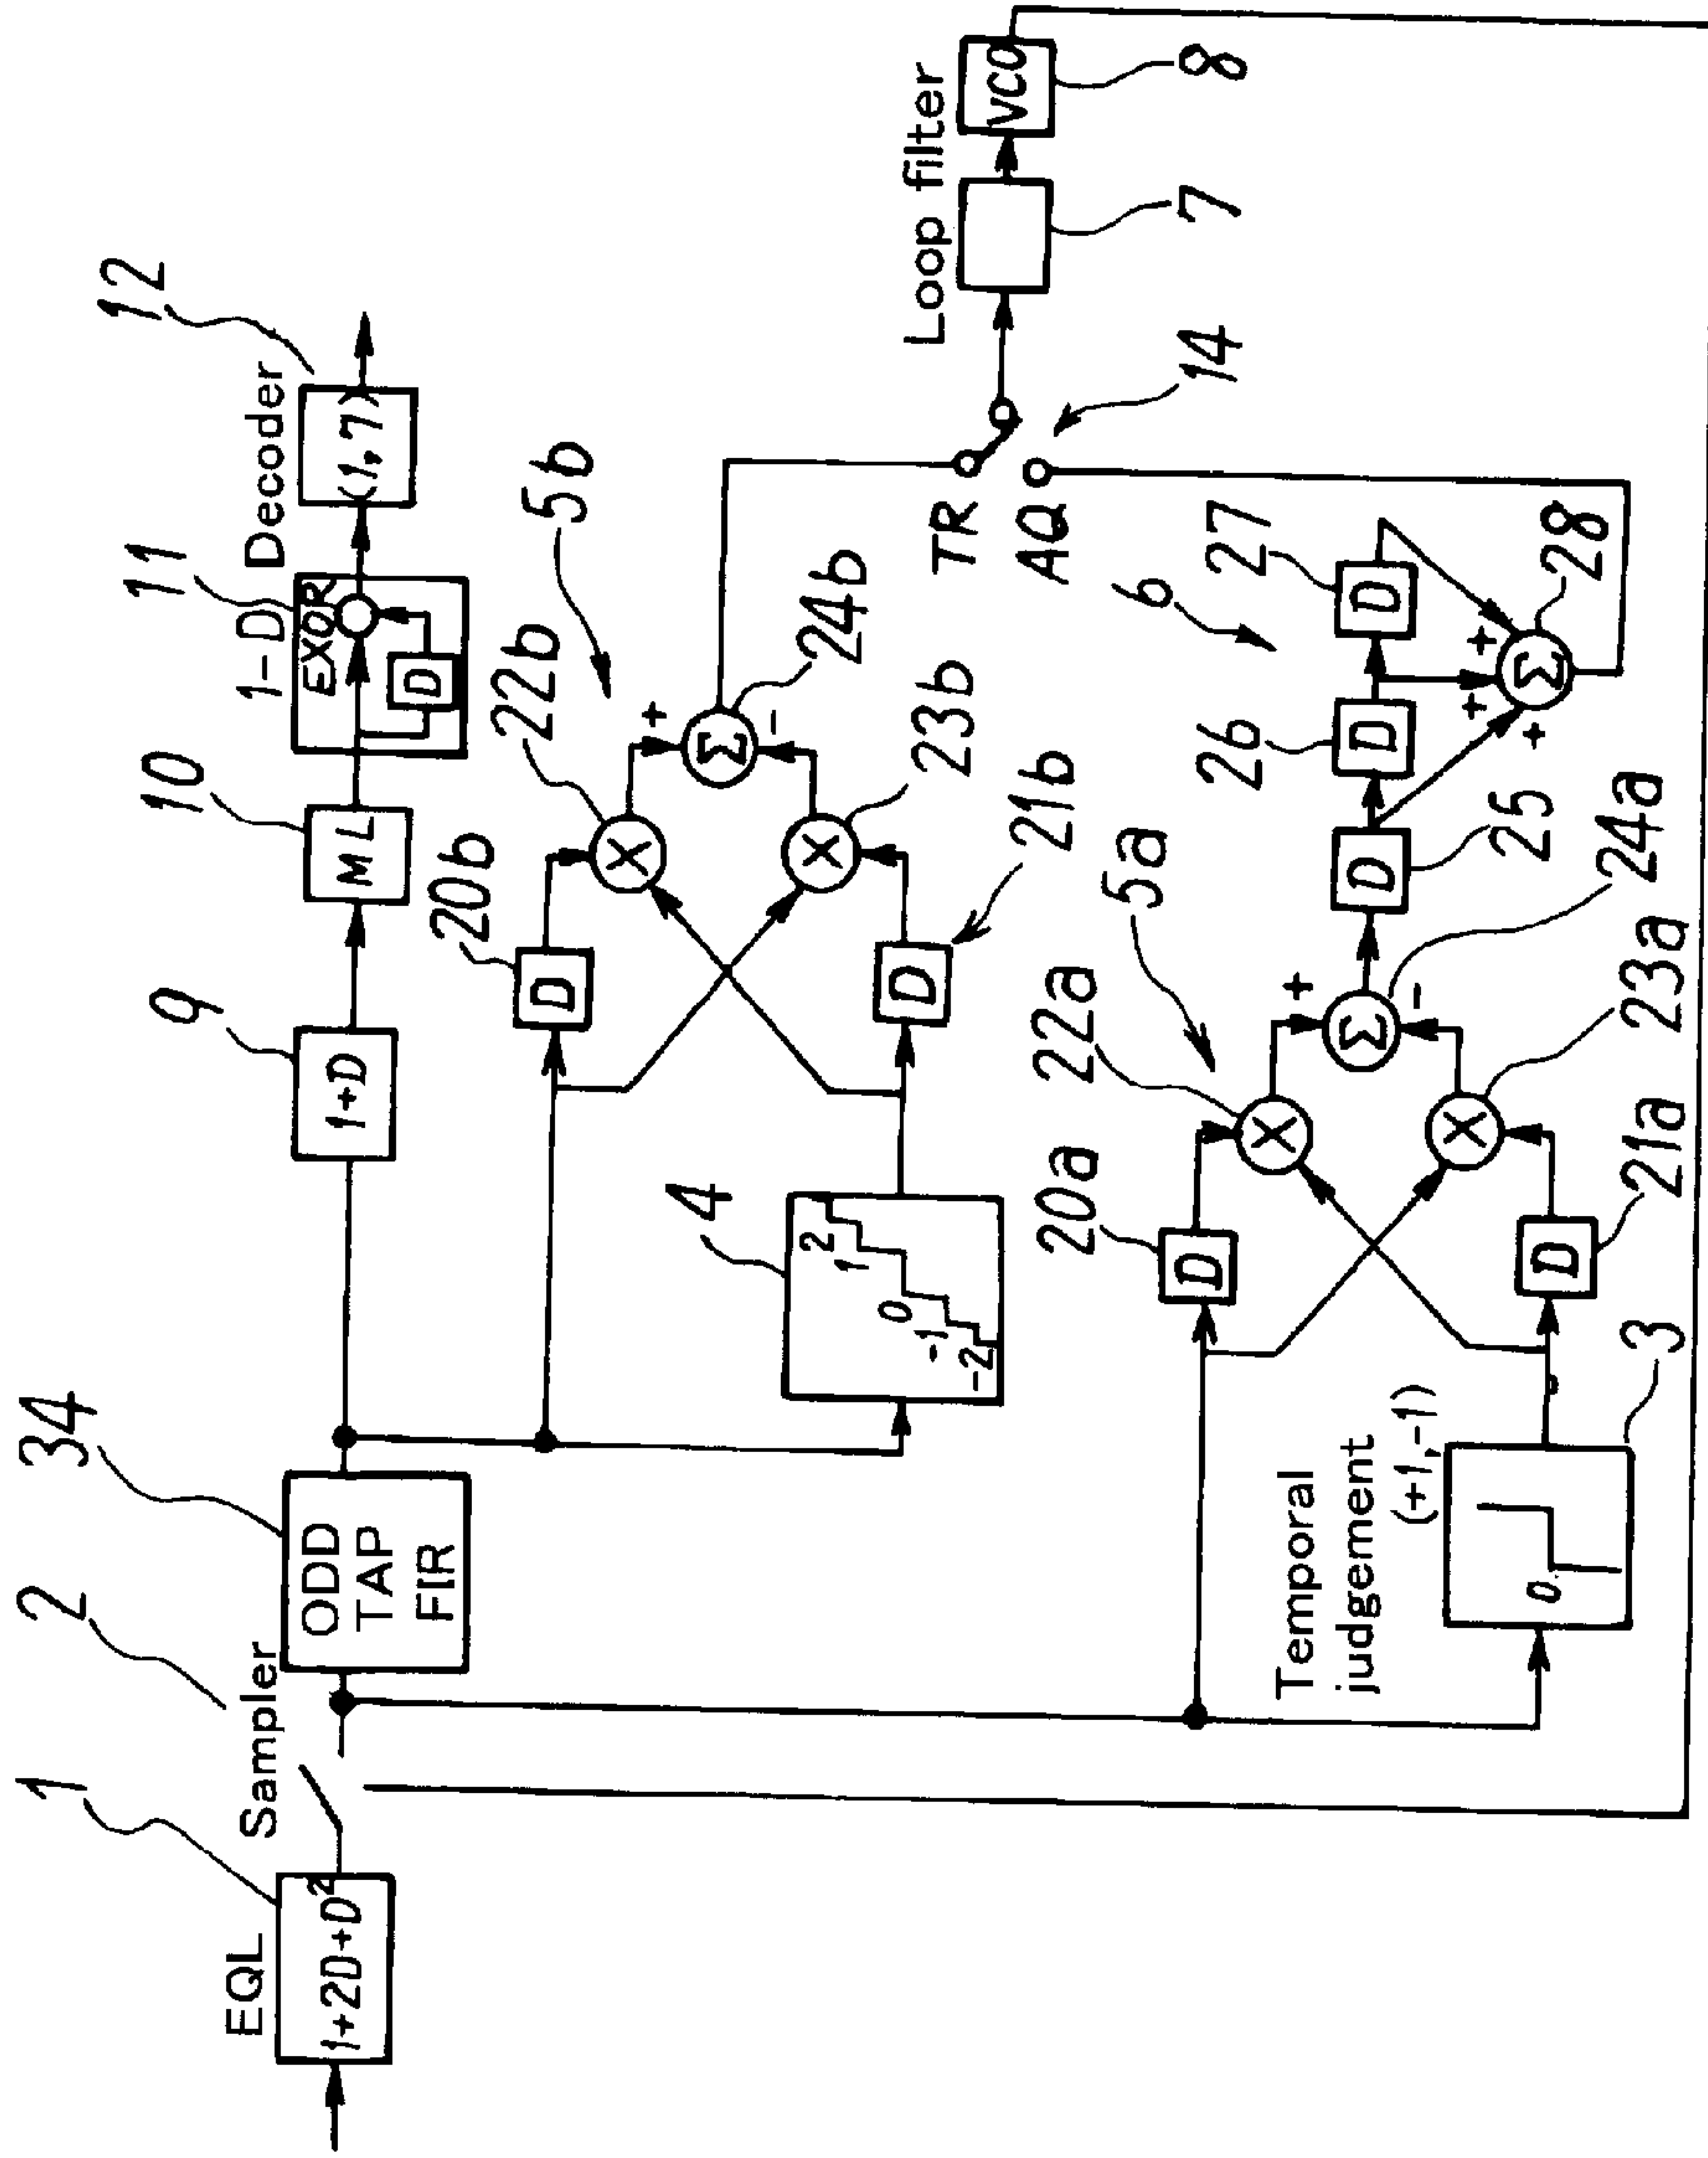 1
EQL
1+2D+D²
2
Sampler
34
ODD
TAP
FIR
9
1+D
10
ML
11
1-D
EXOR
D
12
Decoder
(1,7)
4
2
1
0
-1
-2
20b
D
22b
X
5b
+
Σ
-
24b
X
23b
D
21b
Temporal
judgement
(+1,-1)
0
3
20a
D
22a
X
5a
+
Σ
-
24a
X
23a
D
21a
D
25
26
D
27
D
6
+
+
+
Σ
28
TR
AQ
14
Loop filter
7
VCO
8